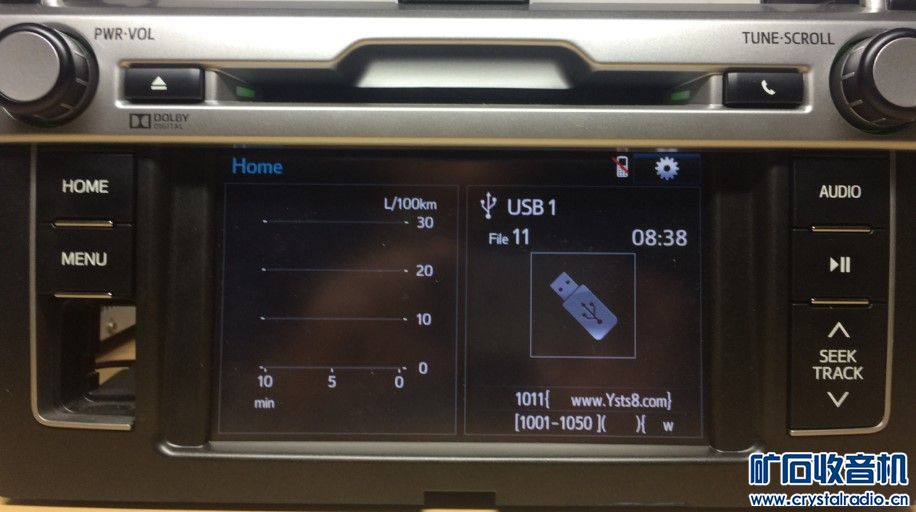 PWR·VOL
TUNE·SCROLL
DOLBY
DIGITAL
HOME
MENU
Home
L/100km
30
20
10
0
10 5 0
min
USB 1
File 11 08:38
1011{ www.Ysts8.com}
[1001-1050 ]( ){ w
AUDIO
SEEK
TRACK
矿石收音机
www.crystalradio.cn